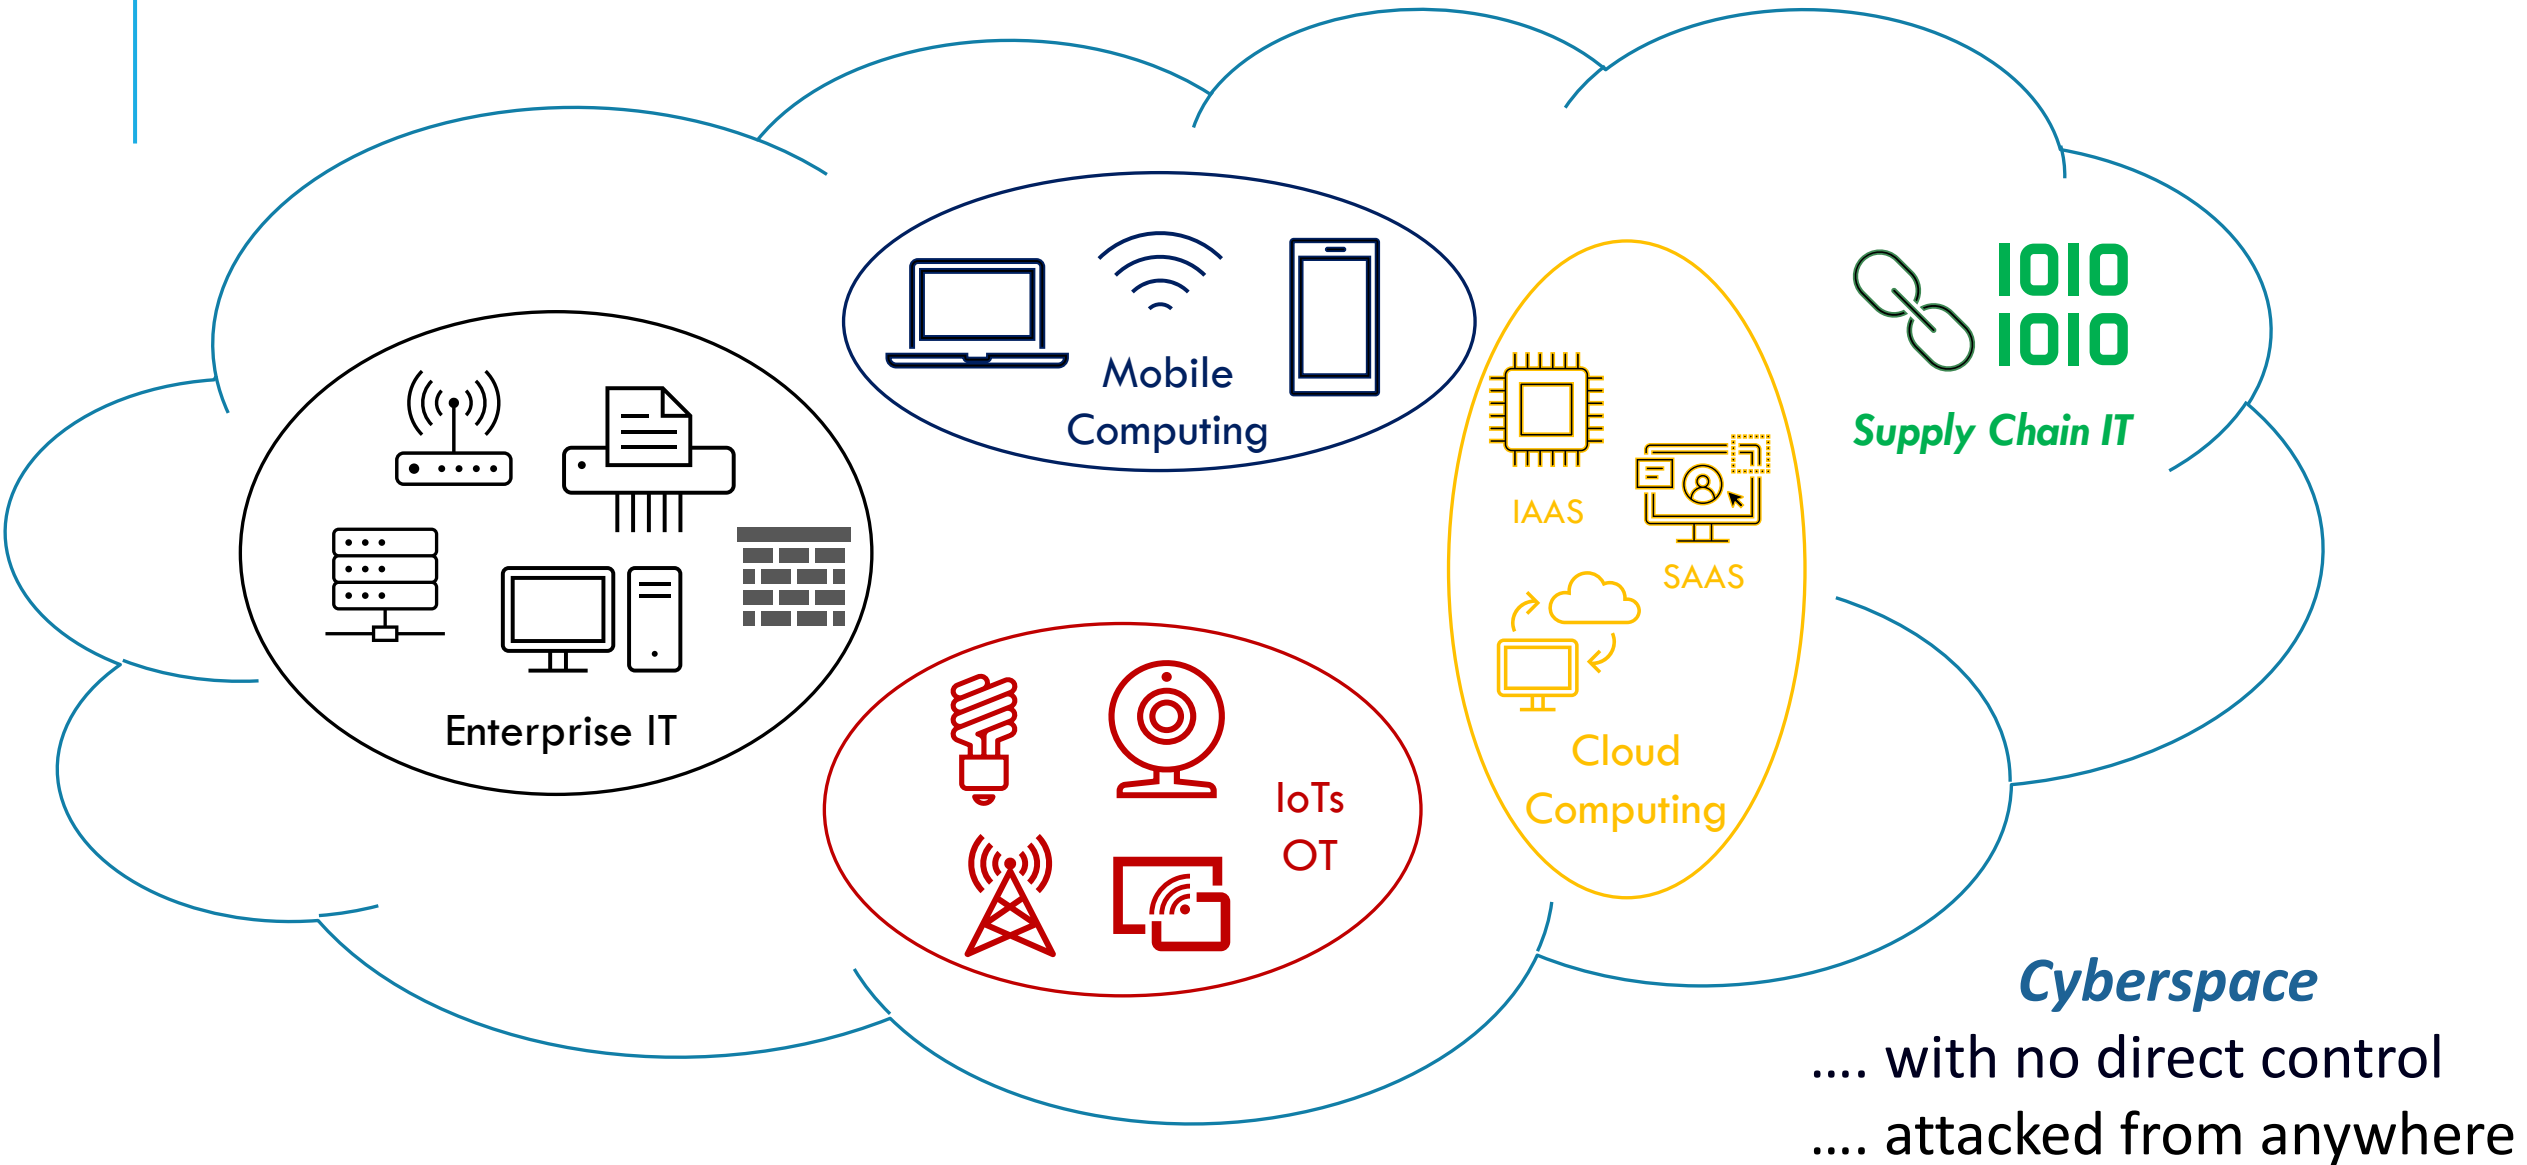 Mobile
Computing
1010
1010
Supply Chain IT
IAAS
SAAS
Enterprise IT
Cloud
Computing
IoTs
OT
Cyberspace
.... with no direct control
.... attacked from anywhere